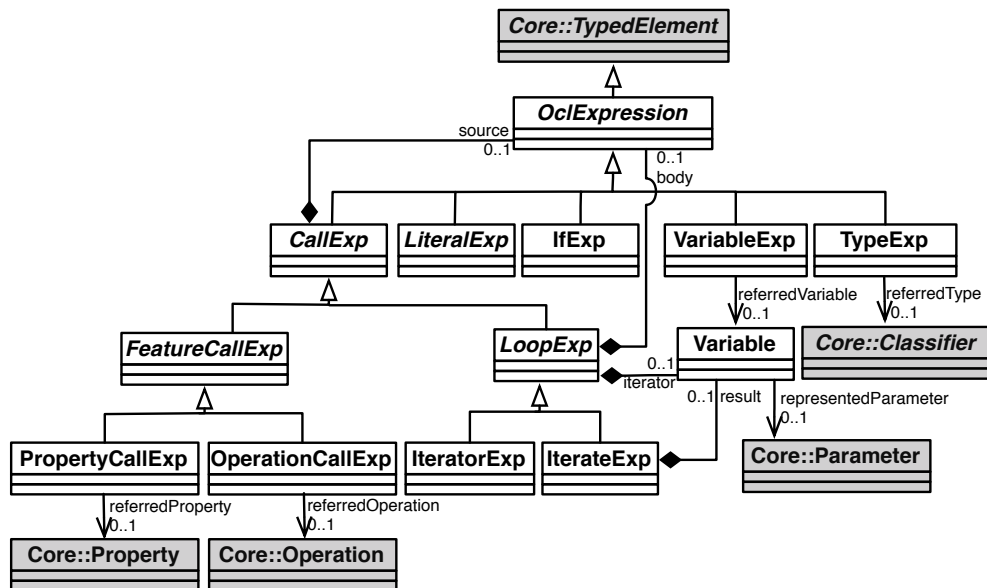 Core::TypedElement
OclExpression
source
0..1
0..1
body
CallExp
LiteralExp
IfExp
VariableExp
TypeExp
referredVariable
0..1
referredType
0..1
FeatureCallExp
LoopExp
Variable
Core::Classifier
0..1
iterator
0..1 result
representedParameter
0..1
PropertyCallExp
OperationCallExp
IteratorExp
IterateExp
Core::Parameter
referredProperty
0..1
referredOperation
0..1
Core::Property
Core::Operation